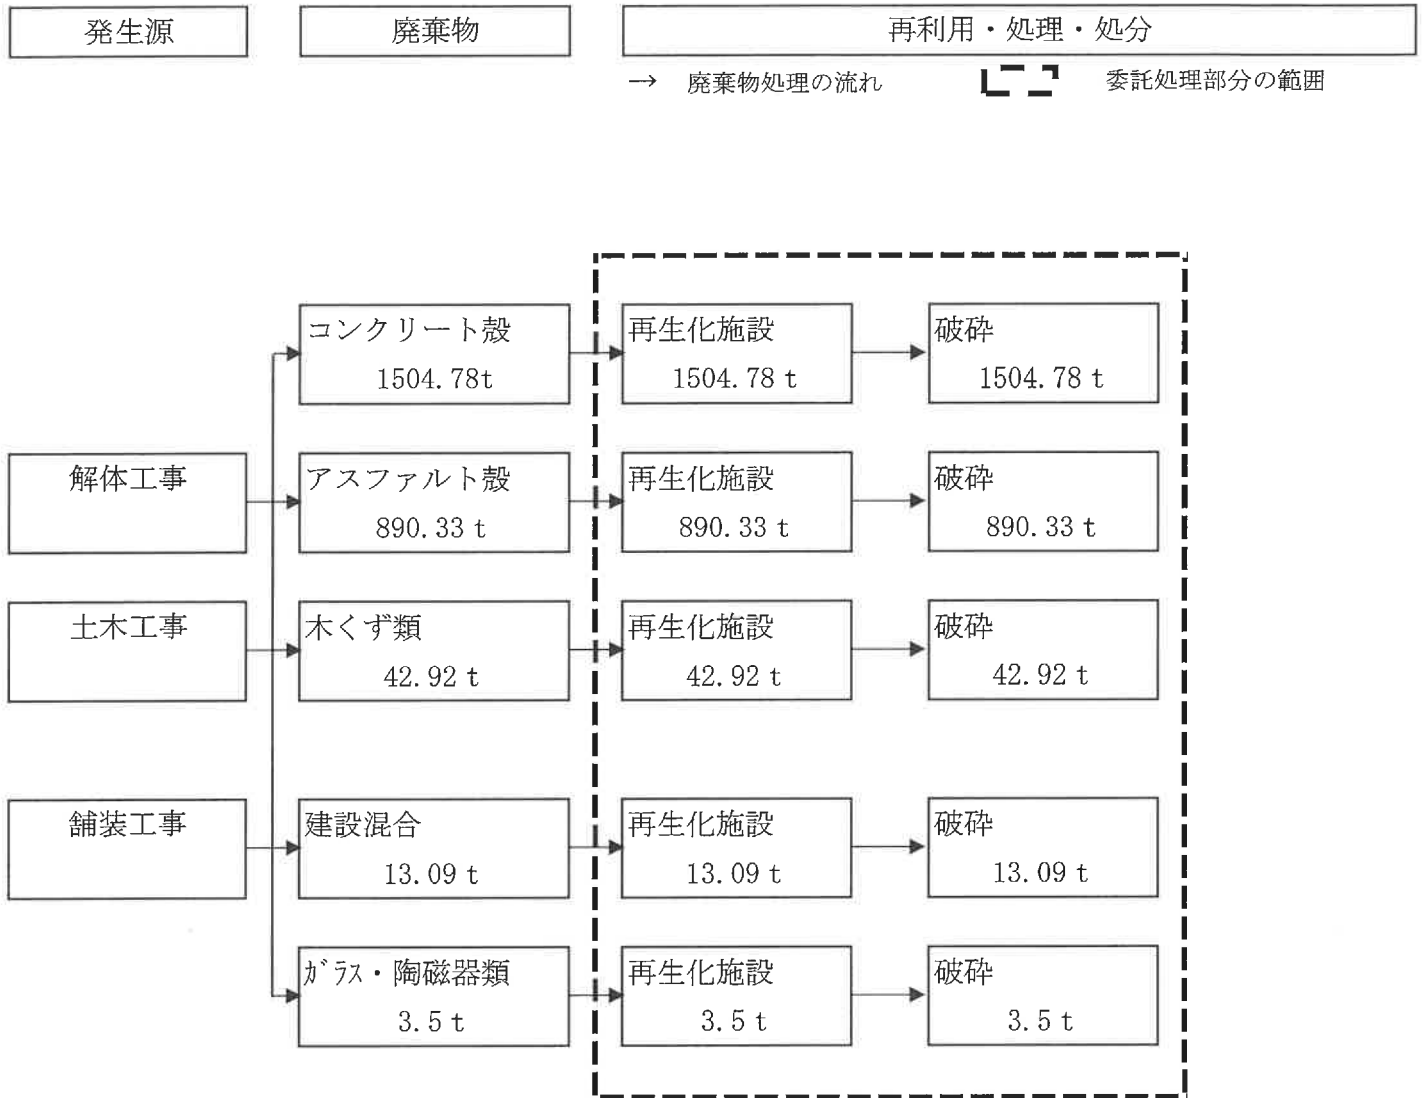 発生源
廃棄物
再利用・処理・処分
→ 廃棄物処理の流れ
委託処理部分の範囲
コンクリート殻
1504.78t
再生化施設
1504.78 t
破砕
1504.78 t
解体工事
アスファルト殻
890.33 t
再生化施設
890.33 t
破砕
890.33 t
土木工事
木くず類
42.92 t
再生化施設
42.92 t
破砕
42.92 t
舗装工事
建設混合
13.09 t
再生化施設
13.09 t
破砕
13.09 t
ｶﾞﾗｽ・陶磁器類
3.5 t
再生化施設
3.5 t
破砕
3.5 t